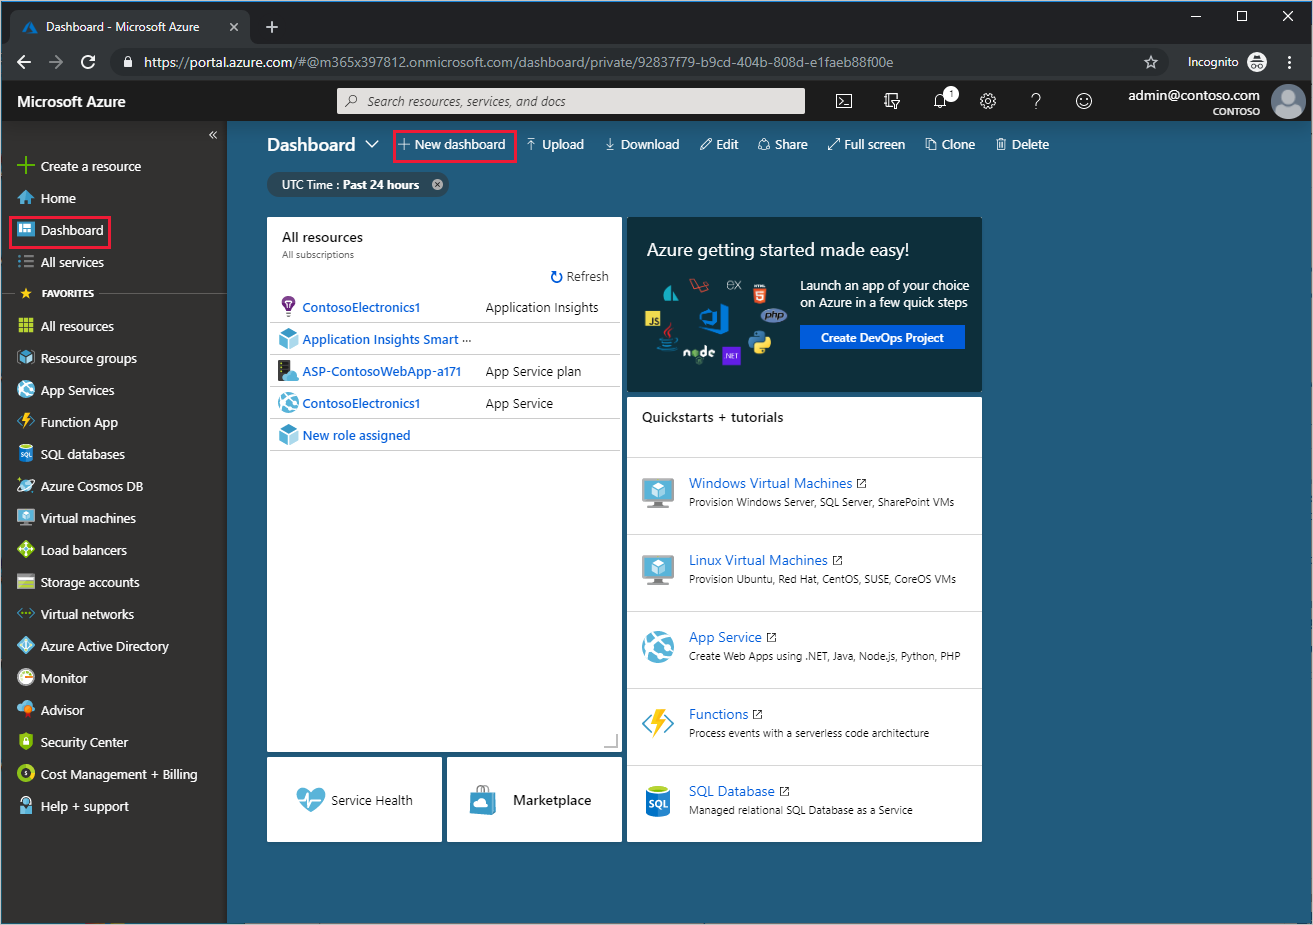 Dashboard - Microsoft Azure
https://portal.azure.com/#@m365x397812.onmicrosoft.com/dashboard/private/92837f79-b9cd-404b-808d-e1faeb88f00e
Incognito
Microsoft Azure
Search resources, services, and docs
1
admin@contoso.com
CONTOSO
Create a resource
Home
Dashboard
All services
FAVORITES
All resources
Resource groups
App Services
Function App
SQL databases
Azure Cosmos DB
Virtual machines
Load balancers
Storage accounts
Virtual networks
Azure Active Directory
Monitor
Advisor
Security Center
Cost Management + Billing
Help + support
Dashboard
New dashboard
Upload
Download
Edit
Share
Full screen
Clone
Delete
UTC Time : Past 24 hours
All resources
All subscriptions
Refresh
ContosoElectronics1 Application Insights
Application Insights Smart ...
ASP-ContosoWebApp-a171 App Service plan
ContosoElectronics1 App Service
New role assigned
Service Health
Marketplace
Azure getting started made easy!
EX
HTML
5
JS
php
node
.NET
Launch an app of your choice
on Azure in a few quick steps
Create DevOps Project
Quickstarts + tutorials
Windows Virtual Machines
Provision Windows Server, SQL Server, SharePoint VMs
Linux Virtual Machines
Provision Ubuntu, Red Hat, CentOS, SUSE, CoreOS VMs
App Service
Create Web Apps using .NET, Java, Node.js, Python, PHP
Functions
Process events with a serverless code architecture
SQL
SQL Database
Managed relational SQL Database as a Service